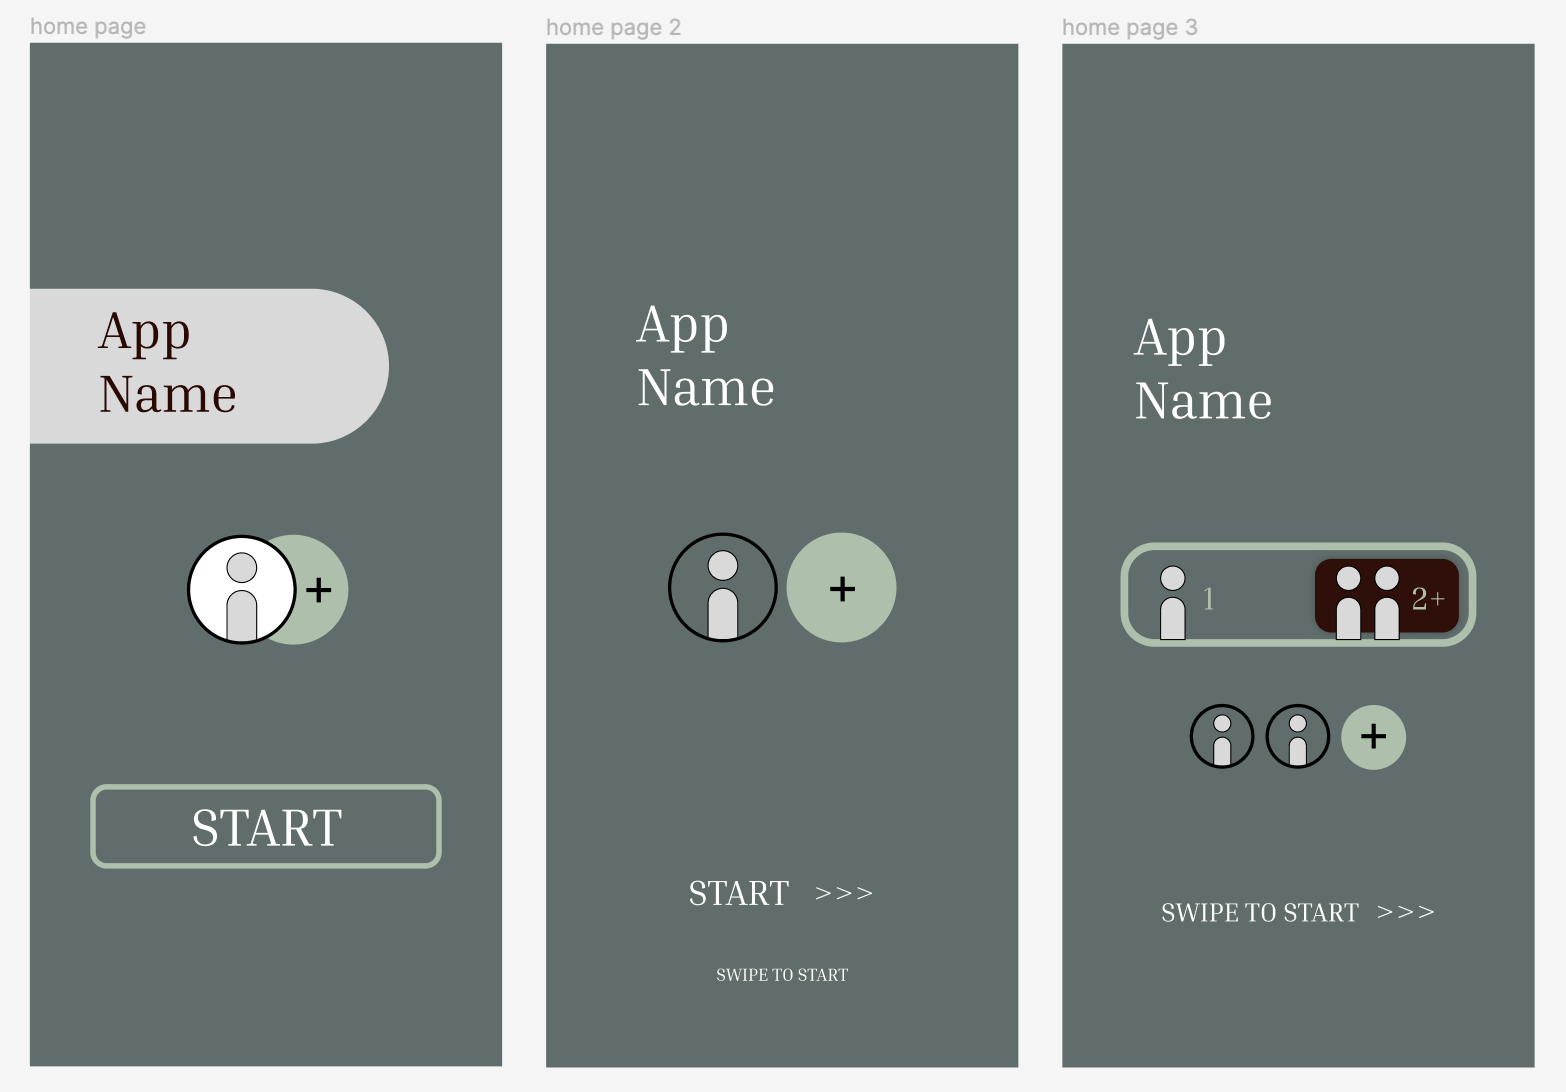 home page
App
Name
+
START
home page 2
App
Name
+
START >>>
SWIPE TO START
home page 3
App
Name
1
2+
+
SWIPE TO START >>>